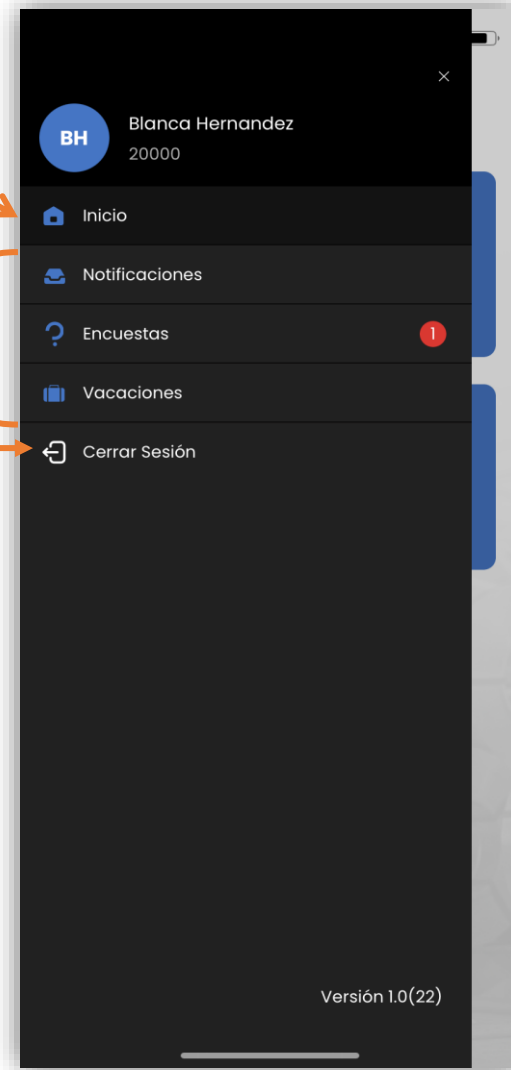 BH
Blanca Hernandez
20000
Inicio
Notificaciones
Encuestas
1
Vacaciones
Cerrar Sesión
Versión 1.0(22)